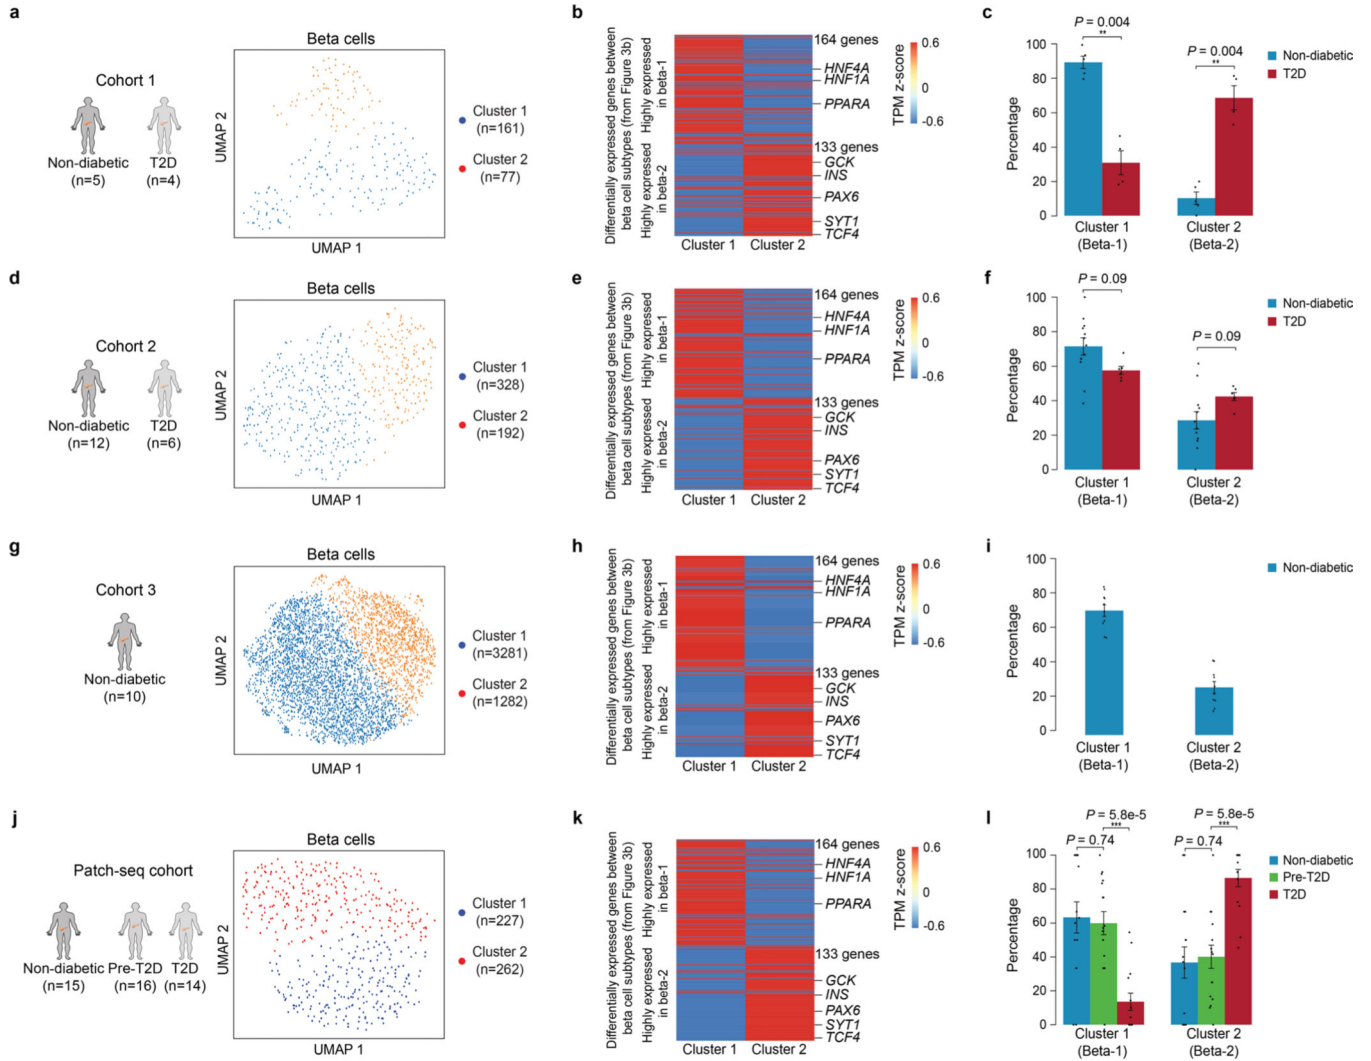 a
Cohort 1
Non-diabetic
(n=5)
T2D
(n=4)
Beta cells
UMAP 2
UMAP 1
Cluster 1
(n=161)
Cluster 2
(n=77)
b
Differentially expressed genes between
beta cell subtypes (from Figure 3b)
Highly expressed
in beta-1
Highly expressed
in beta-2
164 genes
HNF4A
HNF1A
PPARA
133 genes
GCK
INS
PAX6
SYT1
TCF4
Cluster 1
Cluster 2
TPM z-score
0.6
0
-0.6
c
P = 0.004
**
P = 0.004
**
Percentage
100
80
60
40
20
0
Cluster 1
(Beta-1)
Cluster 2
(Beta-2)
Non-diabetic
T2D
d
Cohort 2
Non-diabetic
(n=12)
T2D
(n=6)
Beta cells
UMAP 2
UMAP 1
Cluster 1
(n=328)
Cluster 2
(n=192)
e
Differentially expressed genes between
beta cell subtypes (from Figure 3b)
Highly expressed
in beta-1
Highly expressed
in beta-2
164 genes
HNF4A
HNF1A
PPARA
133 genes
GCK
INS
PAX6
SYT1
TCF4
Cluster 1
Cluster 2
TPM z-score
0.6
0
-0.6
f
P = 0.09
P = 0.09
Percentage
100
80
60
40
20
0
Cluster 1
(Beta-1)
Cluster 2
(Beta-2)
Non-diabetic
T2D
g
Cohort 3
Non-diabetic
(n=10)
Beta cells
UMAP 2
UMAP 1
Cluster 1
(n=3281)
Cluster 2
(n=1282)
h
Differentially expressed genes between
beta cell subtypes (from Figure 3b)
Highly expressed
in beta-1
Highly expressed
in beta-2
164 genes
HNF4A
HNF1A
PPARA
133 genes
GCK
INS
PAX6
SYT1
TCF4
Cluster 1
Cluster 2
TPM z-score
0.6
0
-0.6
i
Percentage
100
80
60
40
20
0
Cluster 1
(Beta-1)
Cluster 2
(Beta-2)
Non-diabetic
j
Patch-seq cohort
Non-diabetic
(n=15)
Pre-T2D
(n=16)
T2D
(n=14)
Beta cells
UMAP 2
UMAP 1
Cluster 1
(n=227)
Cluster 2
(n=262)
k
Differentially expressed genes between
beta cell subtypes (from Figure 3b)
Highly expressed
in beta-1
Highly expressed
in beta-2
164 genes
HNF4A
HNF1A
PPARA
133 genes
GCK
INS
PAX6
SYT1
TCF4
Cluster 1
Cluster 2
TPM z-score
0.6
0
-0.6
l
P = 5.8e-5
***
P = 0.74
P = 5.8e-5
***
P = 0.74
Percentage
100
80
60
40
20
0
Cluster 1
(Beta-1)
Cluster 2
(Beta-2)
Non-diabetic
Pre-T2D
T2D